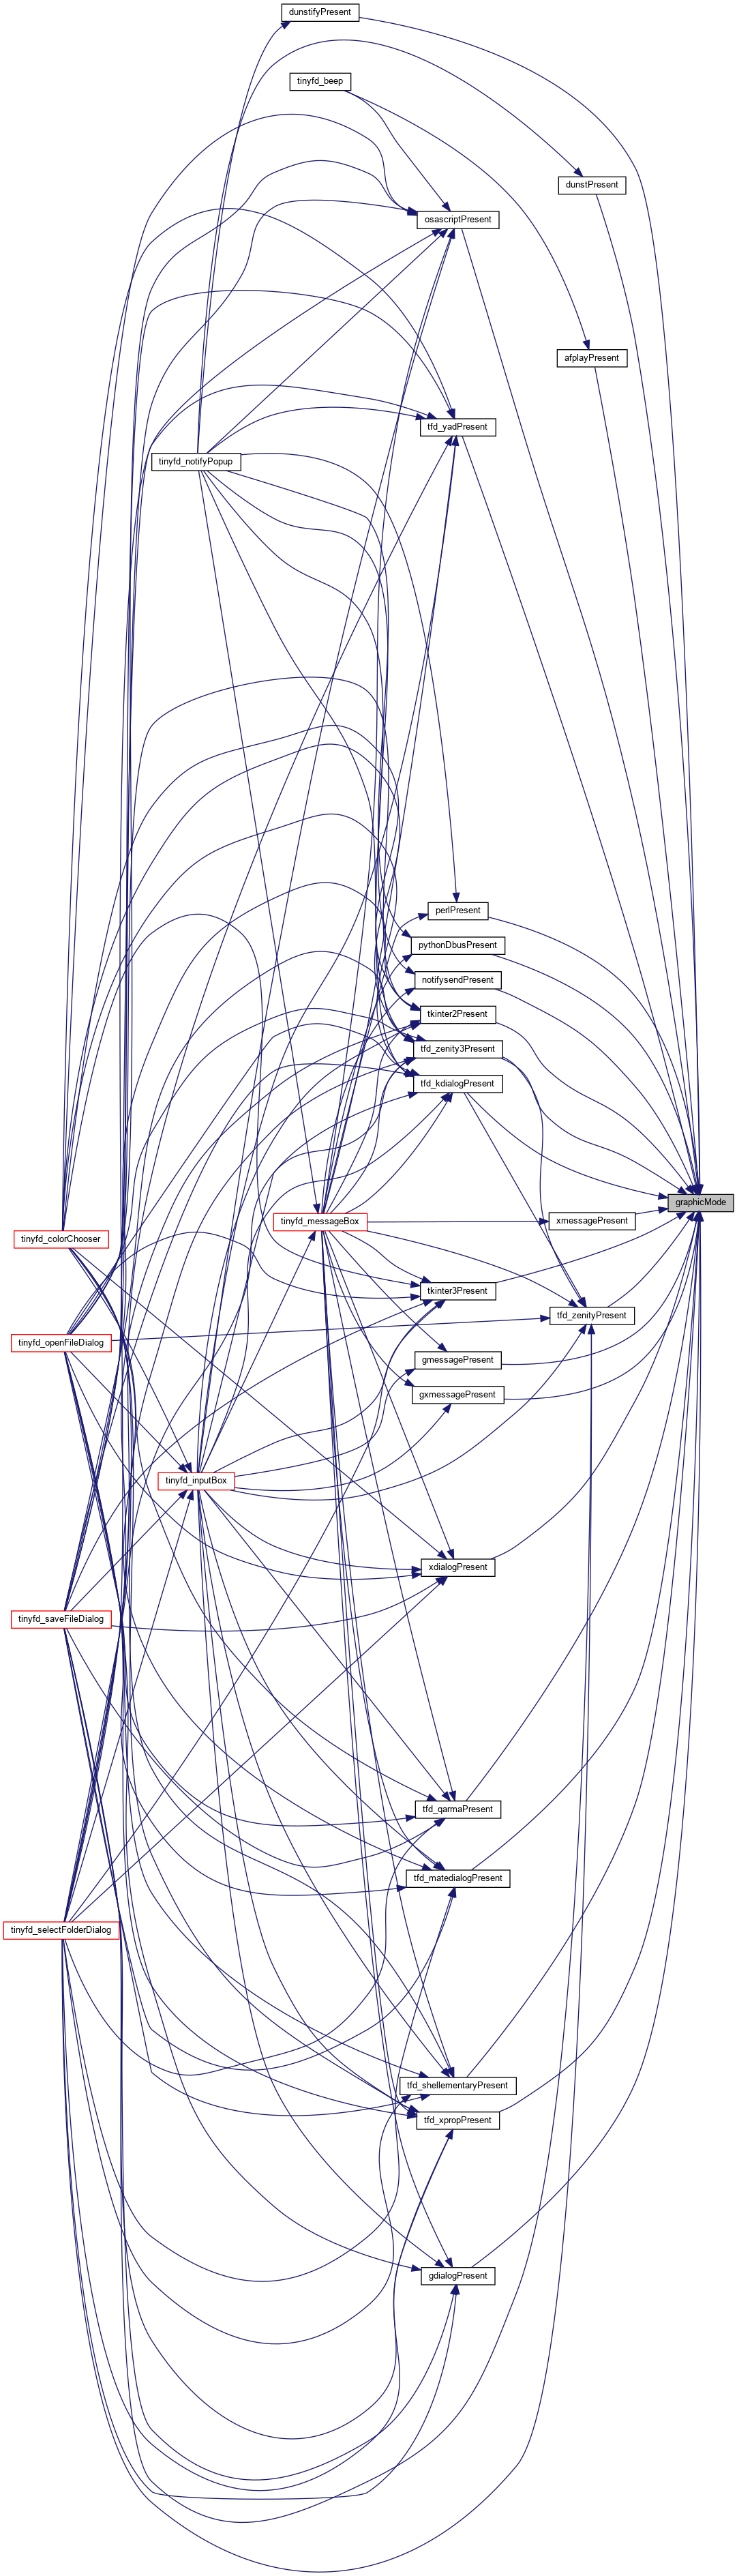 dunstifyPresent
tinyfd_beep
dunstPresent
osascriptPresent
afplayPresent
tfd_yadPresent
tinyfd_notifyPopup
perlPresent
pythonDbusPresent
notifysendPresent
tkinter2Present
tfd_zenity3Present
tfd_kdialogPresent
graphicMode
tinyfd_messageBox
xmessagePresent
tinyfd_colorChooser
tkinter3Present
tfd_zenityPresent
tinyfd_openFileDialog
gmessagePresent
gxmessagePresent
tinyfd_inputBox
xdialogPresent
tinyfd_saveFileDialog
tfd_qarmaPresent
tfd_matedialogPresent
tinyfd_selectFolderDialog
tfd_shellementaryPresent
tfd_xpropPresent
gdialogPresent